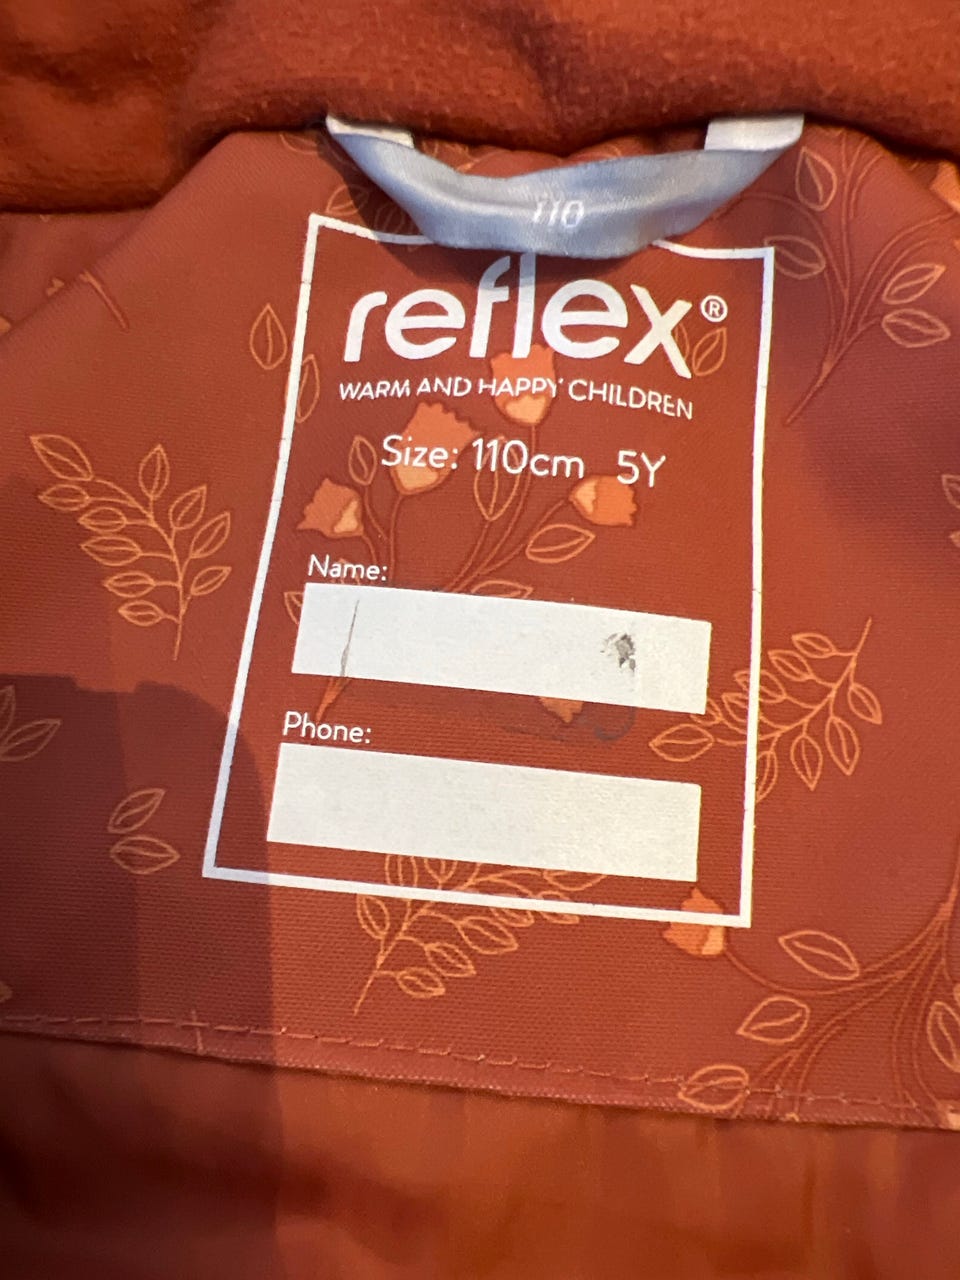 110
reflex®
WARM AND HAPPY CHILDREN
Size: 110cm 5Y
Name:
Phone: